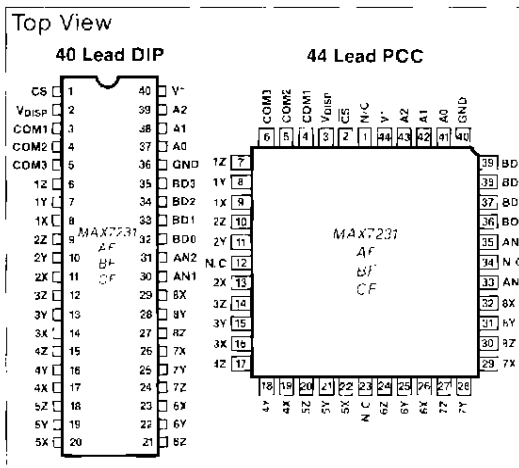 Top View
40 Lead DIP
CS 1 40 V+
VDISP 2 39 A2
COM1 3 38 A1
COM2 4 37 A0
COM3 5 36 GND
1Z 6 35 BD3
1Y 7 34 BD2
1X 8 33 BD1
2Z 9 32 BD0
2Y 10 31 AN2
2X 11 30 AN1
3Z 12 29 8X
3Y 13 28 8Y
3X 14 27 8Z
4Z 15 26 7X
4Y 16 25 7Y
4X 17 24 7Z
5Z 18 23 6X
5Y 19 22 6Y
5X 20 21 6Z
MAX7231
AF
BF
CF
44 Lead PCC
COM3 COM2 COM1 VDISP CS N/C V+ A2 A1 A0 GND
6 5 4 3 2 1 44 43 42 41 40
1Z 7 39 BD
1Y 8 38 BD
1X 9 37 BD
2Z 10 36 BD
2Y 11 35 AN
N.C 12 34 N.C
2X 13 33 AN
3Z 14 32 8X
3Y 15 31 8Y
3X 16 30 8Z
4Z 17 29 7X
MAX7231
AF
BF
CF
18 19 20 21 22 23 24 25 26 27 28
4Y 4X 5Z 5Y 5X N.C 6Z 6Y 6X 7Z 7Y